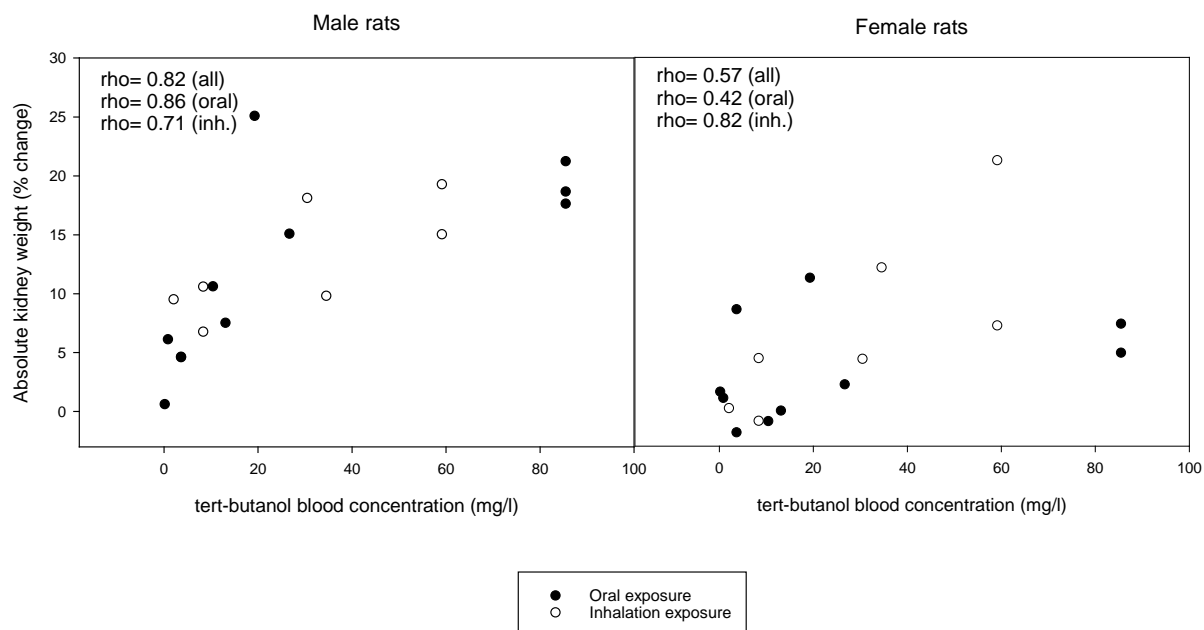 Male rats
Female rats
Absolute kidney weight (% change)
30
25
20
15
10
5
0
rho= 0.82 (all)
rho= 0.86 (oral)
rho= 0.71 (inh.)
rho= 0.57 (all)
rho= 0.42 (oral)
rho= 0.82 (inh.)
0 20 40 60 80 100
0 20 40 60 80 100
tert-butanol blood concentration (mg/l)
tert-butanol blood concentration (mg/l)
Oral exposure
Inhalation exposure